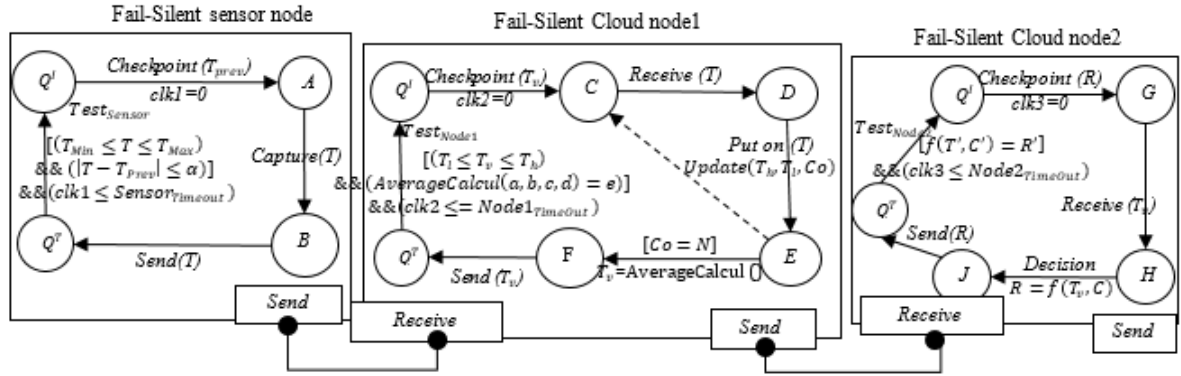 Fail-Silent sensor node
Q^I
Checkpoint (T_prev)
clk1=0
A
Test_Sensor
[(T_Min ≤ T ≤ T_Max)
&& (|T − T_Prev| ≤ α)]
&&(clk1 ≤ Sensor_Timeout)
Capture(T)
Q^T
Send(T)
B
Send
Fail-Silent Cloud node1
Q^I
Checkpoint (T_v)
clk2=0
C
Receive (T)
D
Test_Node1
[(T_l ≤ T_v ≤ T_h)
&&(AverageCalcul(a, b, c, d) = e)]
&&(clk2 <= Node1_TimeOut)
Put on (T)
Update(T_h, T_l, Co)
Q^T
Send (T_v)
F
[Co = N]
T_v=AverageCalcul ()
E
Receive
Send
Fail-Silent Cloud node2
Q^I
Checkpoint (R)
clk3=0
G
Test_Node2
[f(T', C') = R']
&&(clk3 ≤ Node2_TimeOut)
Receive (T_v)
Q^T
Send(R)
J
Decision
R = f(T_v, C)
H
Receive
Send